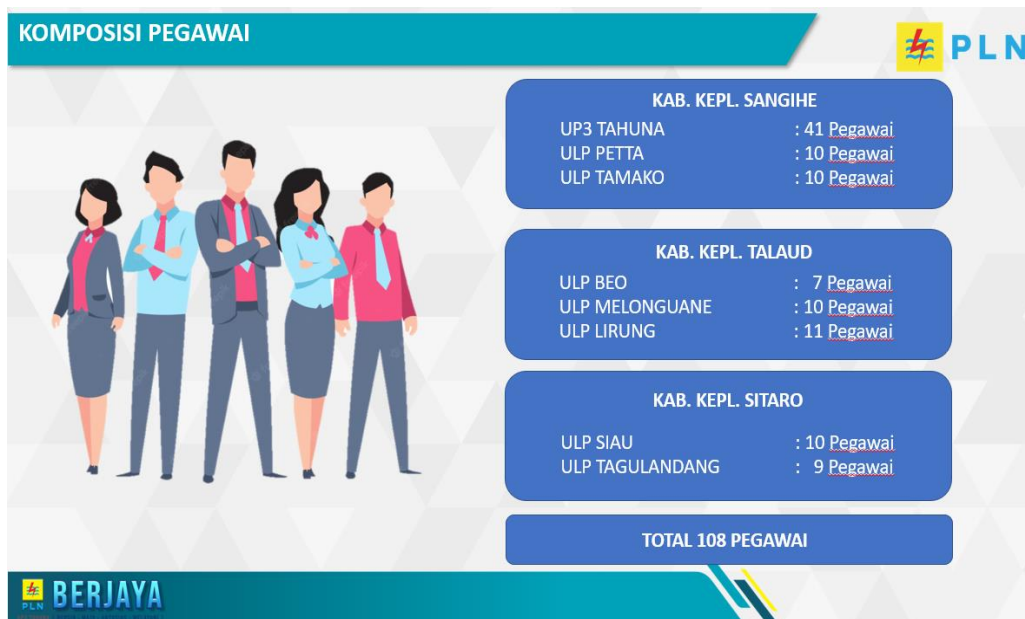 KOMPOSISI PEGAWAI
PLN
KAB. KEPL. SANGIHE
UP3 TAHUNA : 41 Pegawai
ULP PETTA : 10 Pegawai
ULP TAMAKO : 10 Pegawai
KAB. KEPL. TALAUD
ULP BEO : 7 Pegawai
ULP MELONGUANE : 10 Pegawai
ULP LIRUNG : 11 Pegawai
KAB. KEPL. SITARO
ULP SIAU : 10 Pegawai
ULP TAGULANDANG : 9 Pegawai
TOTAL 108 PEGAWAI
PLN
BERJAYA